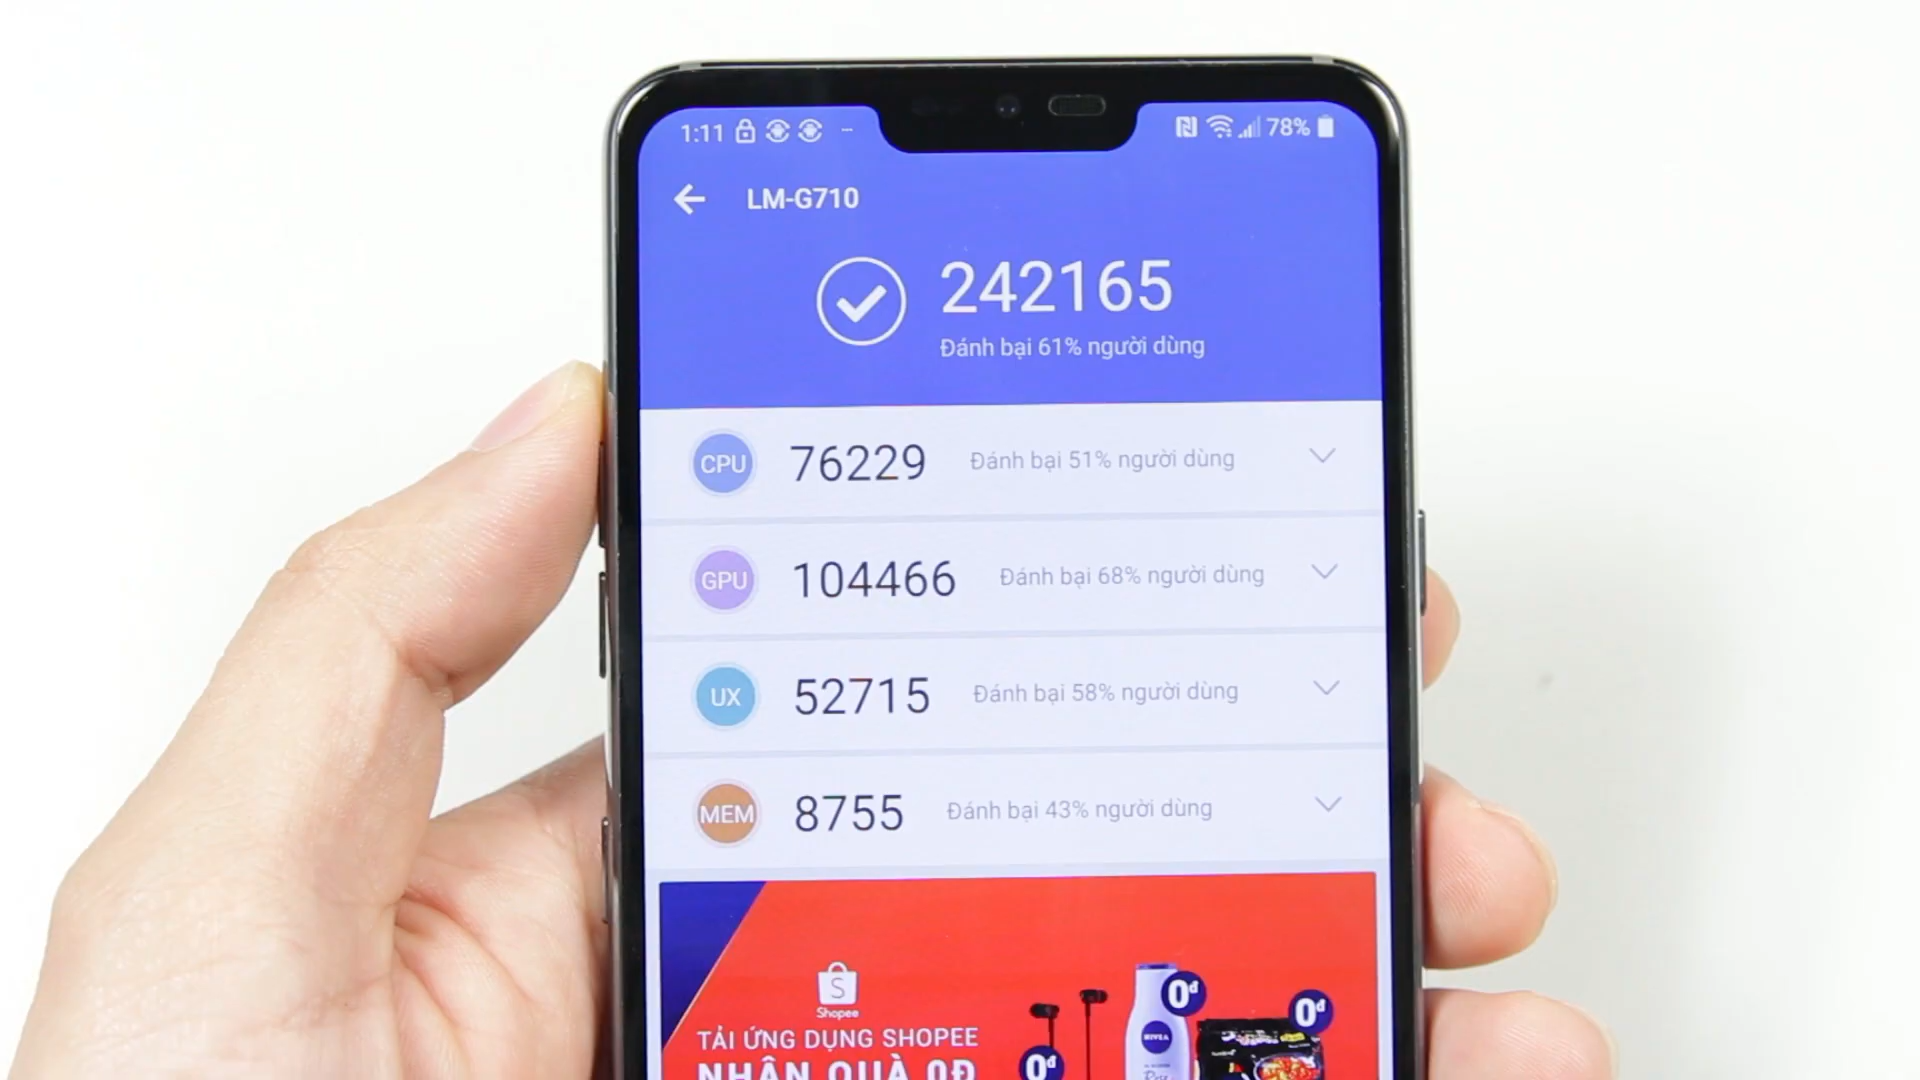 1:11
78%
LM-G710
242165
Đánh bại 61% người dùng
CPU 76229 Đánh bại 51% người dùng
GPU 104466 Đánh bại 68% người dùng
UX 52715 Đánh bại 58% người dùng
MEM 8755 Đánh bại 43% người dùng
S
Shopee
TẢI ỨNG DỤNG SHOPEE
NHẬN QUÀ 0Đ
0đ
0đ
0đ
NIVEA
Rose